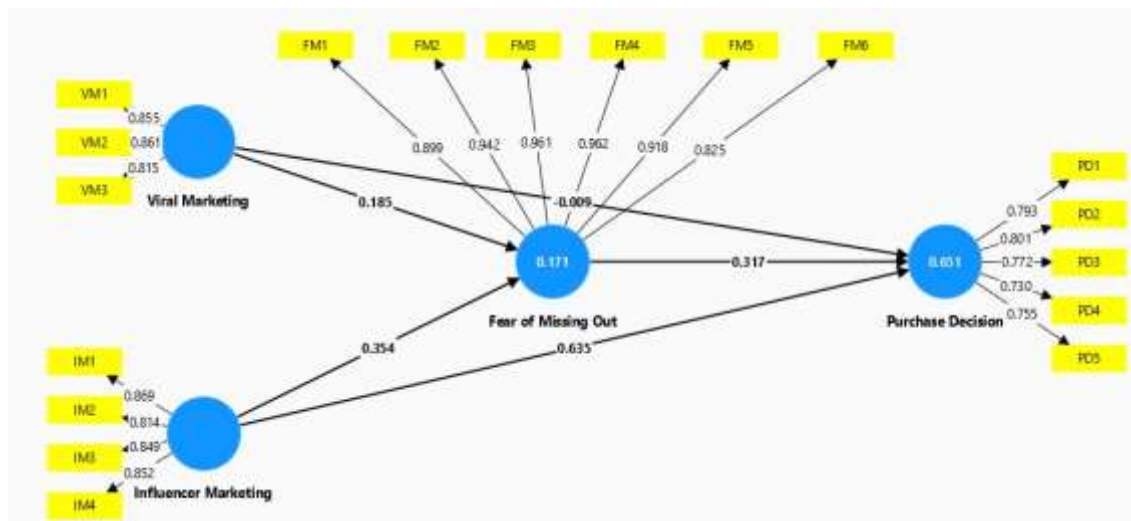 FM1 FM2 FM3 FM4 FM5 FM6
VM1
0.855
VM2
0.861
VM3
0.815
Viral Marketing
0.899 0.942 0.961 0.962 0.918 0.825
0.185
-0.009
PD1
0.793
PD2
0.801
PD3
0.772
PD4
0.730
PD5
0.755
0.171
0.317
0.651
Fear of Missing Out
Purchase Decision
0.354
0.635
IM1
0.869
IM2
0.814
IM3
0.849
IM4
0.852
Influencer Marketing